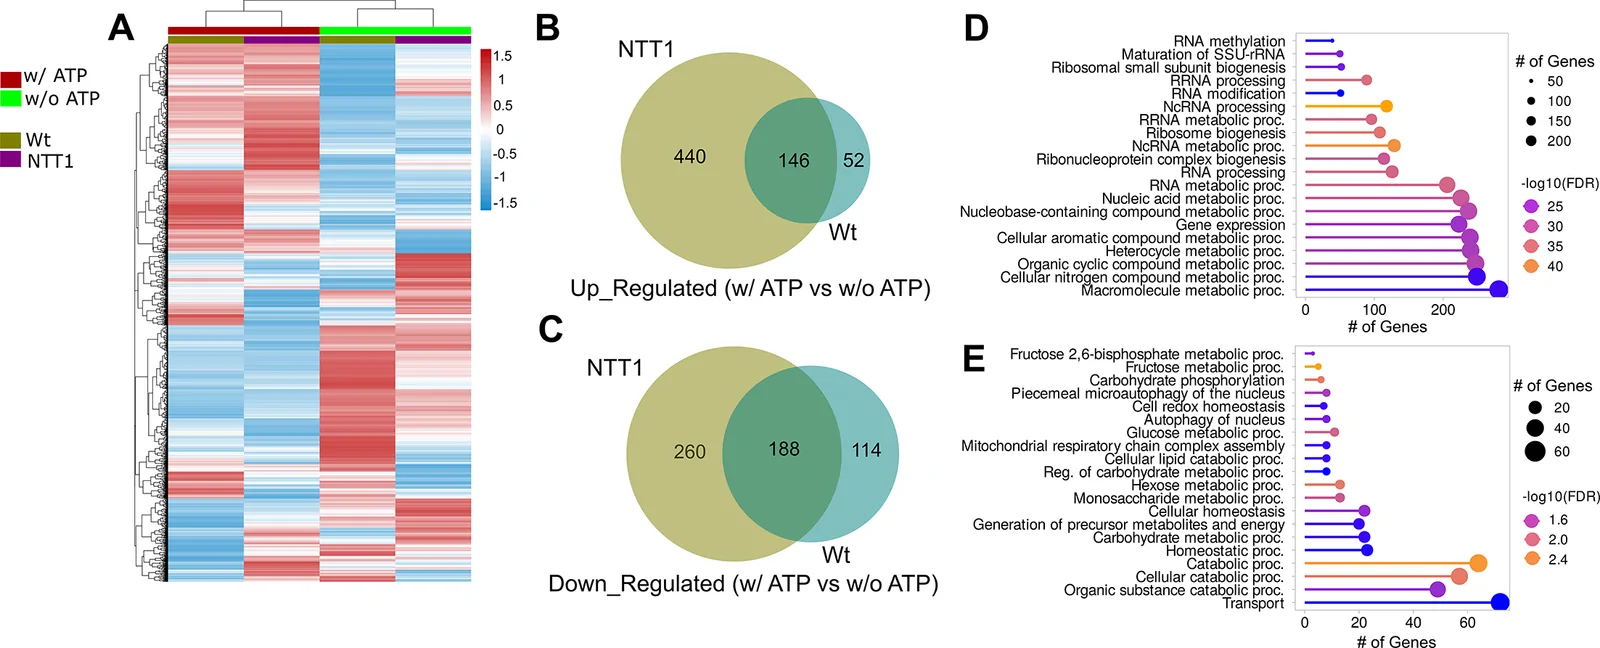 A
w/ ATP
w/o ATP
Wt
NTT1
1.5
1
0.5
0
-0.5
-1
-1.5
B
NTT1
440
146
52
Wt
Up_Regulated (w/ ATP vs w/o ATP)
C
NTT1
260
188
114
Wt
Down_Regulated (w/ ATP vs w/o ATP)
D
RNA methylation
Maturation of SSU-rRNA
Ribosomal small subunit biogenesis
RRNA processing
RNA modification
NcRNA processing
RRNA metabolic proc.
Ribosome biogenesis
NcRNA metabolic proc.
Ribonucleoprotein complex biogenesis
RNA processing
RNA metabolic proc.
Nucleic acid metabolic proc.
Nucleobase-containing compound metabolic proc.
Gene expression
Cellular aromatic compound metabolic proc.
Heterocycle metabolic proc.
Organic cyclic compound metabolic proc.
Cellular nitrogen compound metabolic proc.
Macromolecule metabolic proc.
0 100 200
# of Genes
# of Genes
50
100
150
200
-log10(FDR)
25
30
35
40
E
Fructose 2,6-bisphosphate metabolic proc.
Fructose metabolic proc.
Carbohydrate phosphorylation
Piecemeal microautophagy of the nucleus
Cell redox homeostasis
Autophagy of nucleus
Glucose metabolic proc.
Mitochondrial respiratory chain complex assembly
Cellular lipid catabolic proc.
Reg. of carbohydrate metabolic proc.
Hexose metabolic proc.
Monosaccharide metabolic proc.
Cellular homeostasis
Generation of precursor metabolites and energy
Carbohydrate metabolic proc.
Homeostatic proc.
Catabolic proc.
Cellular catabolic proc.
Organic substance catabolic proc.
Transport
0 20 40 60
# of Genes
# of Genes
20
40
60
-log10(FDR)
1.6
2.0
2.4